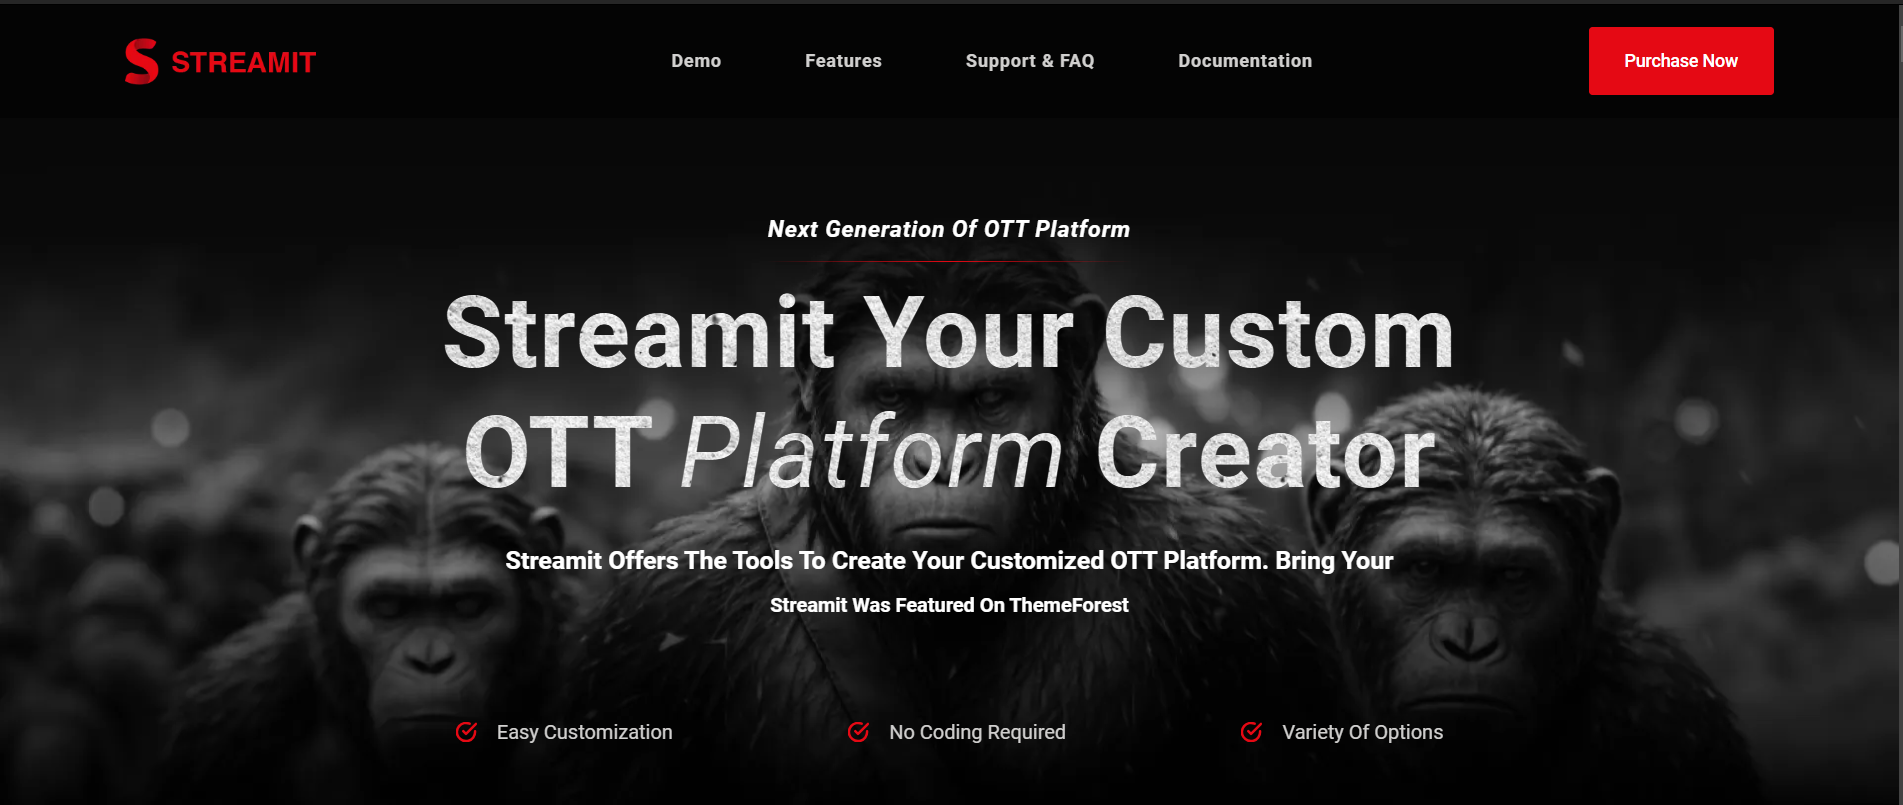 STREAMIT
Demo
Features
Support & FAQ
Documentation
Purchase Now
Next Generation Of OTT Platform
Streamit Your Custom
OTT Platform Creator
Streamit Offers The Tools To Create Your Customized OTT Platform. Bring Your
Streamit Was Featured On ThemeForest
Easy Customization
No Coding Required
Variety Of Options